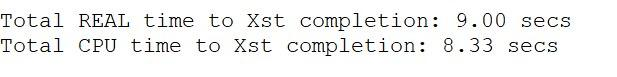 Total REAL time to Xst completion: 9.00 secs
Total CPU time to Xst completion: 8.33 secs